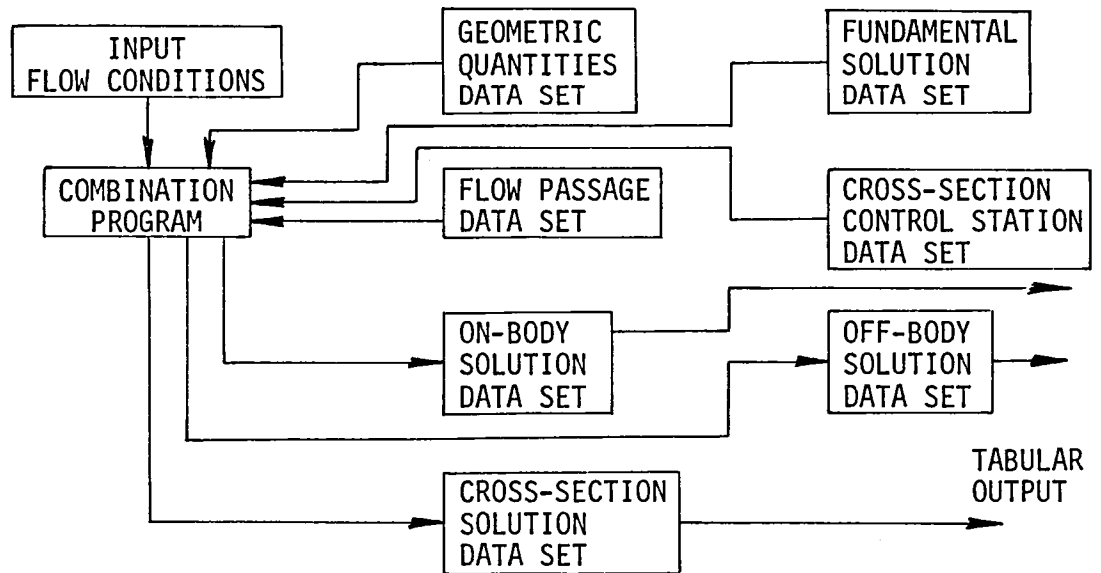 INPUT
FLOW CONDITIONS
GEOMETRIC
QUANTITIES
DATA SET
FUNDAMENTAL
SOLUTION
DATA SET
COMBINATION
PROGRAM
FLOW PASSAGE
DATA SET
CROSS-SECTION
CONTROL STATION
DATA SET
ON-BODY
SOLUTION
DATA SET
OFF-BODY
SOLUTION
DATA SET
CROSS-SECTION
SOLUTION
DATA SET
TABULAR
OUTPUT